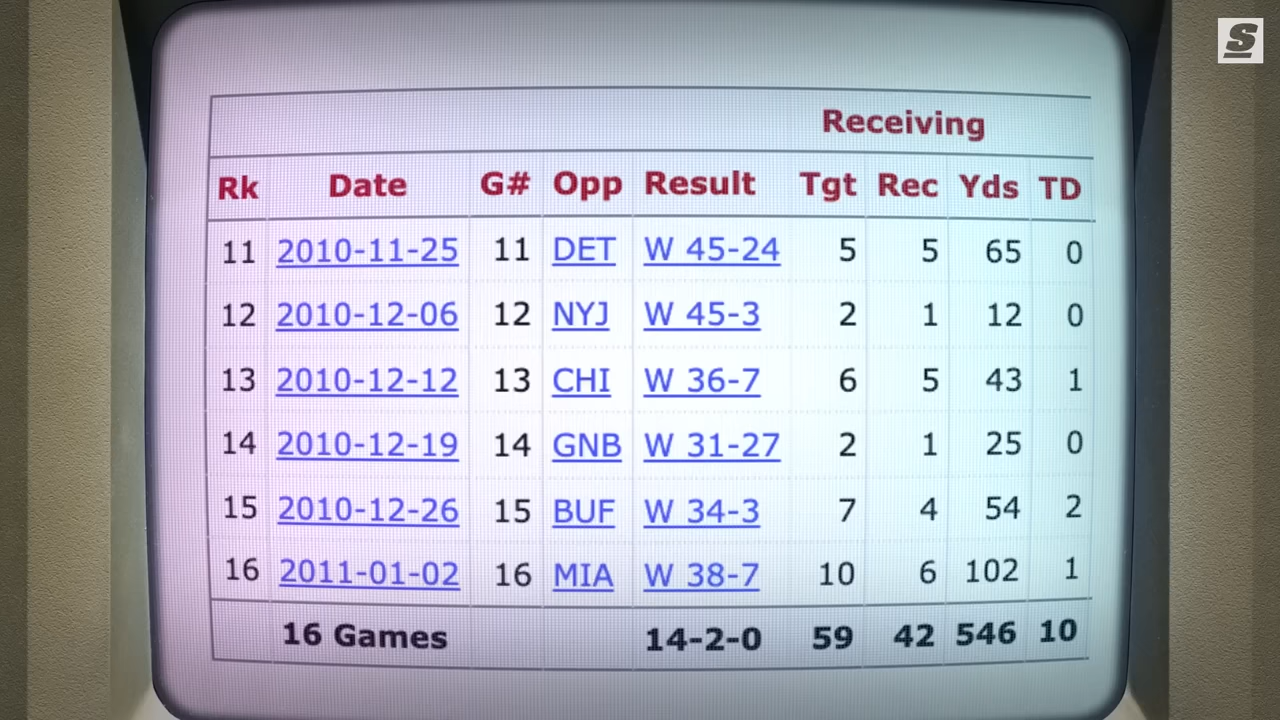 S
Receiving
Rk Date G# Opp Result Tgt Rec Yds TD
11 2010-11-25 11 DET W 45-24 5 5 65 0
12 2010-12-06 12 NYJ W 45-3 2 1 12 0
13 2010-12-12 13 CHI W 36-7 6 5 43 1
14 2010-12-19 14 GNB W 31-27 2 1 25 0
15 2010-12-26 15 BUF W 34-3 7 4 54 2
16 2011-01-02 16 MIA W 38-7 10 6 102 1
16 Games 14-2-0 59 42 546 10